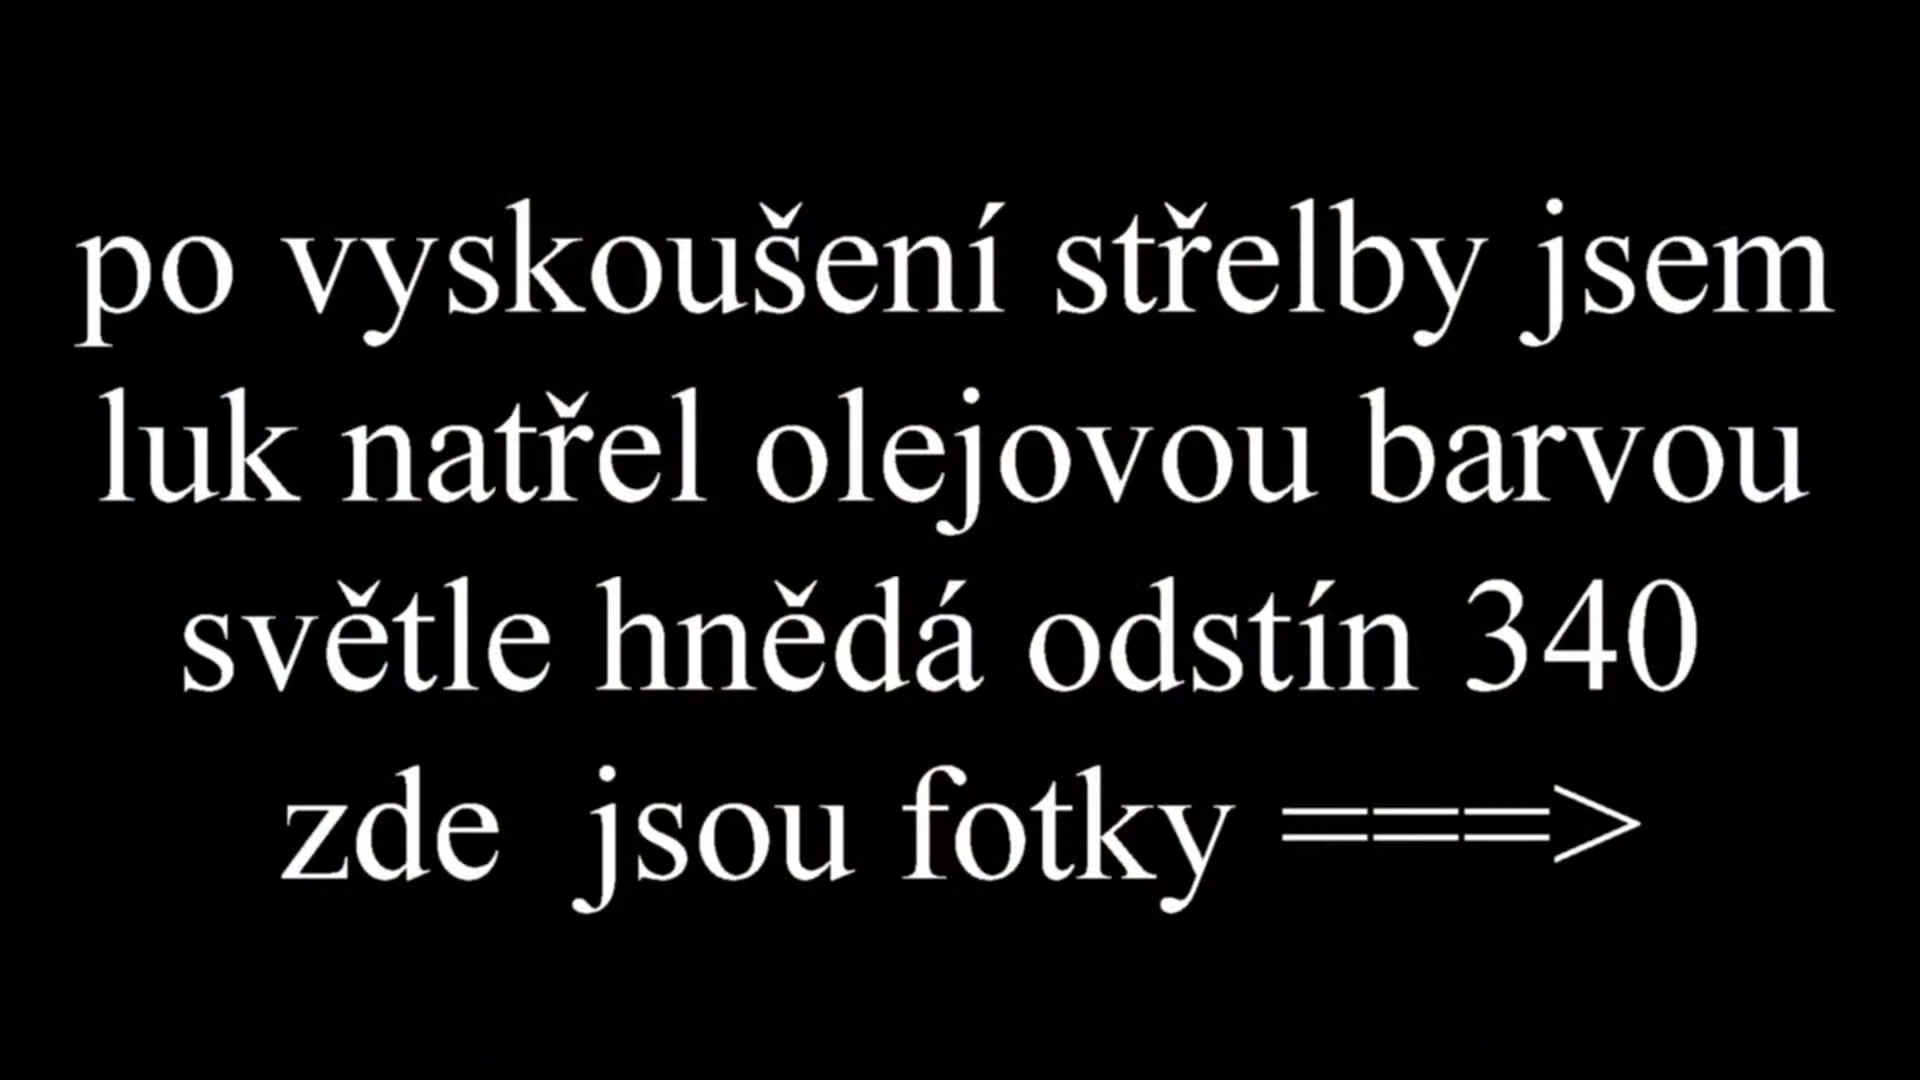 po vyskoušení střelby jsem
luk natřel olejovou barvou
světle hnědá odstín 340
zde  jsou fotky ===>